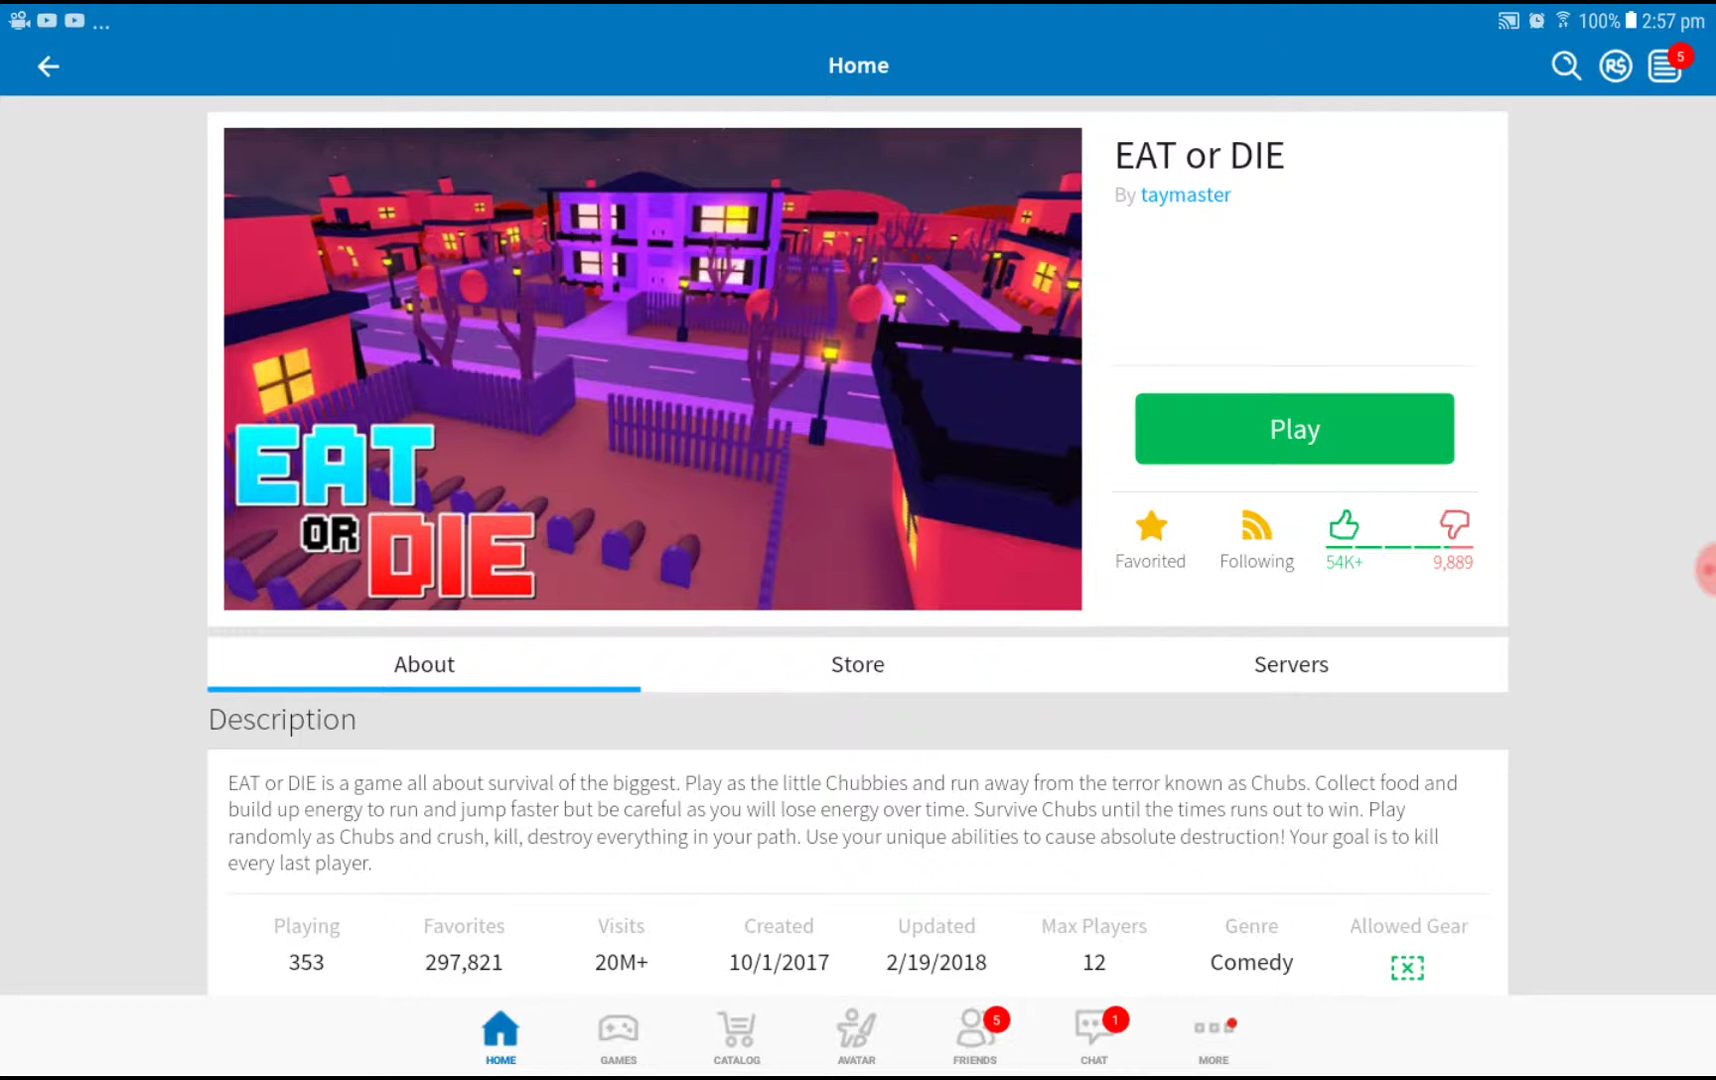 ... 100% 2:57 pm
Home R$ 5
EAT or DIE
By taymaster
Play
Favorited Following 54K+ 9,889
EAT
OR DIE
About Store Servers
Description
EAT or DIE is a game all about survival of the biggest. Play as the little Chubbies and run away from the terror known as Chubs. Collect food and
build up energy to run and jump faster but be careful as you will lose energy over time. Survive Chubs until the times runs out to win. Play
randomly as Chubs and crush, kill, destroy everything in your path. Use your unique abilities to cause absolute destruction! Your goal is to kill
every last player.
Playing Favorites Visits Created Updated Max Players Genre Allowed Gear
353 297,821 20M+ 10/1/2017 2/19/2018 12 Comedy
5 1
HOME GAMES CATALOG AVATAR FRIENDS CHAT MORE